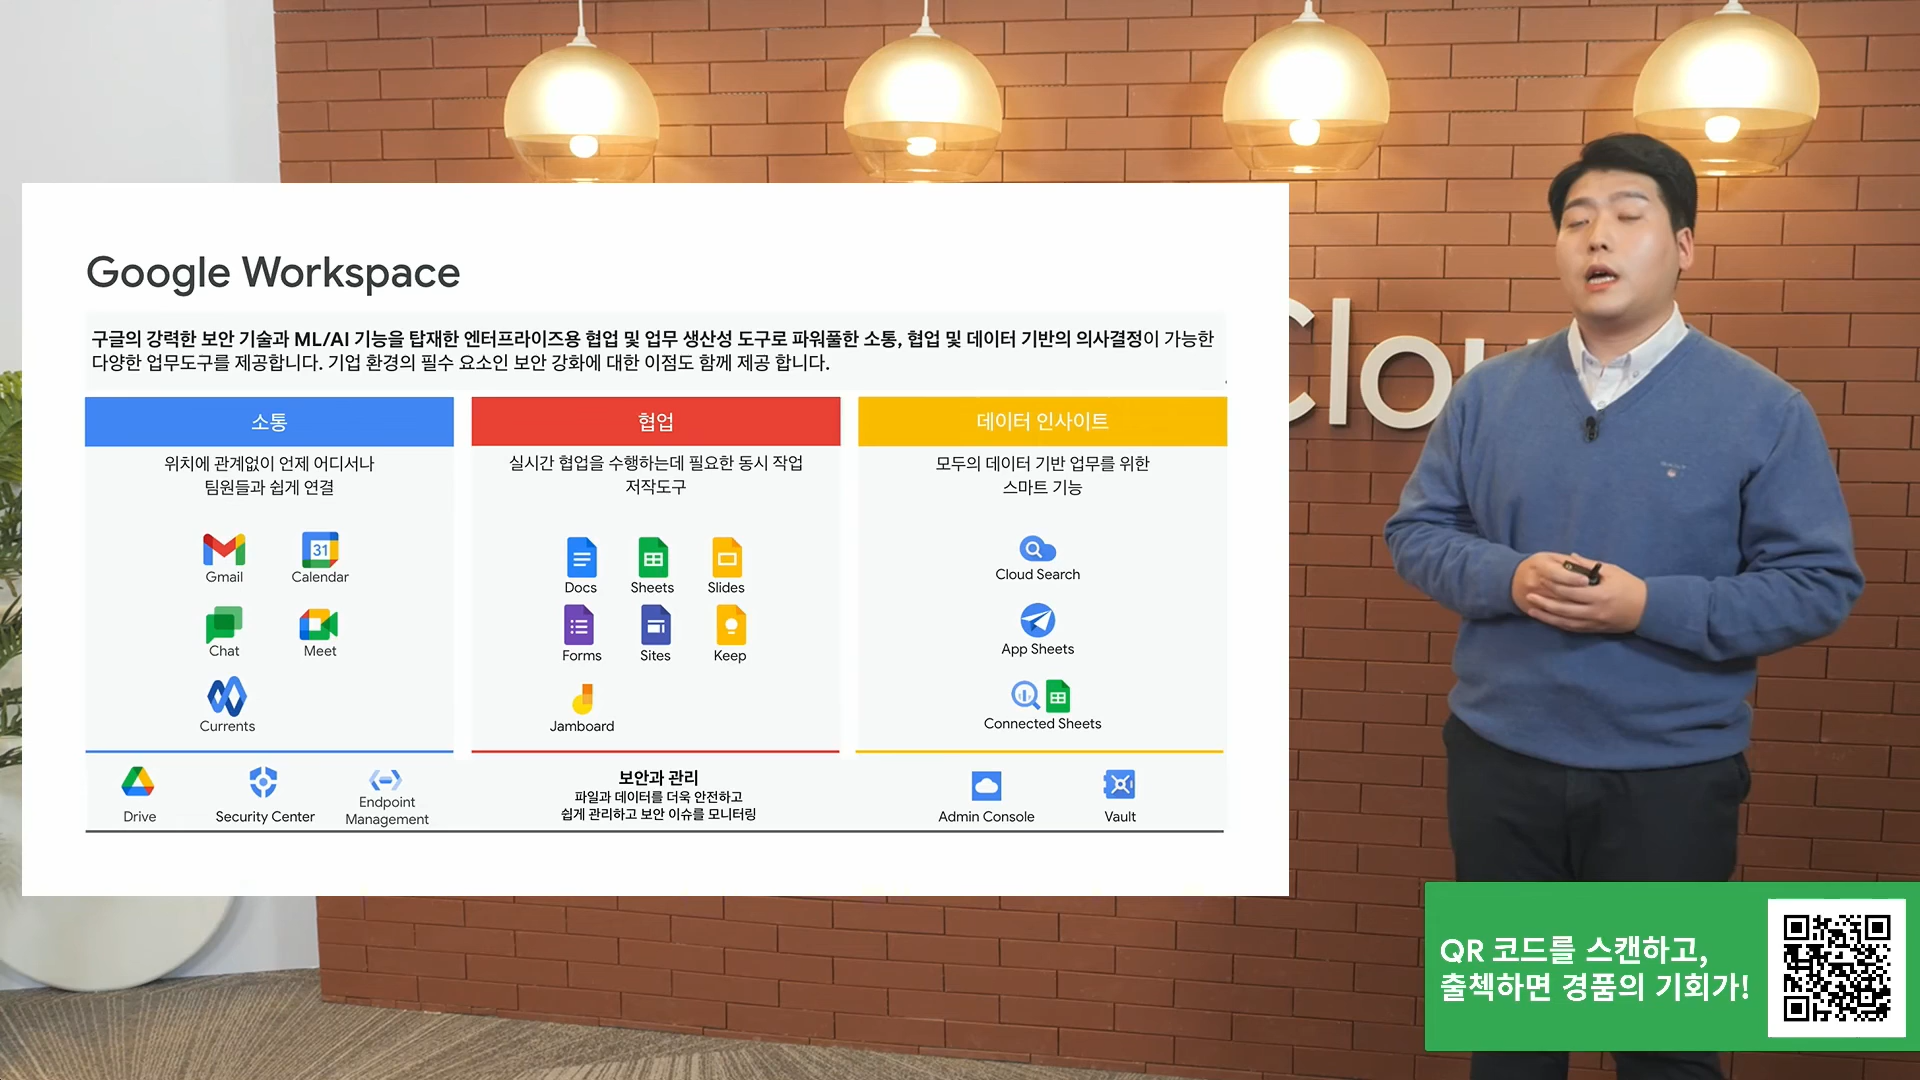 Google Workspace
구글의 강력한 보안 기술과 ML/AI 기능을 탑재한 엔터프라이즈용 협업 및 업무 생산성 도구로 파워풀한 소통, 협업 및 데이터 기반의 의사결정이 가능한
다양한 업무도구를 제공합니다. 기업 환경의 필수 요소인 보안 강화에 대한 이점도 함께 제공 합니다.
소통
위치에 관계없이 언제 어디서나
팀원들과 쉽게 연결
31
Gmail
Calendar
Chat
Meet
Currents
협업
실시간 협업을 수행하는데 필요한 동시 작업
저작도구
Docs
Sheets
Slides
Forms
Sites
Keep
Jamboard
데이터 인사이트
모두의 데이터 기반 업무를 위한
스마트 기능
Cloud Search
App Sheets
Connected Sheets
Drive
Security Center
Endpoint
Management
보안과 관리
파일과 데이터를 더욱 안전하고
쉽게 관리하고 보안 이슈를 모니터링
Admin Console
Vault
Clou
QR 코드를 스캔하고,
출첵하면 경품의 기회가!